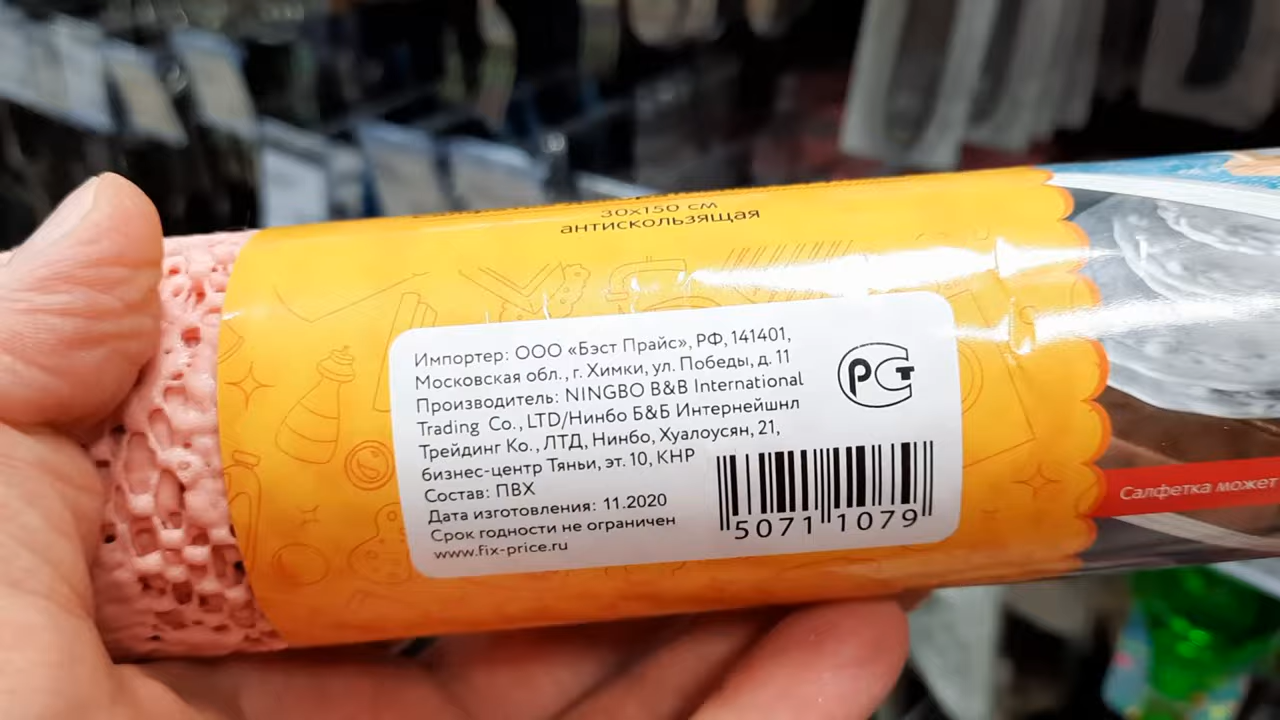 30х150 см
антискользящая
Импортер: ООО «Бэст Прайс», РФ, 141401,
Московская обл., г. Химки, ул. Победы, д. 11
Производитель: NINGBO B&B International
Trading Co., LTD/Нинбо Б&Б Интернейшнл
Трейдинг Ко., ЛТД, Нинбо, Хуалоусян, 21,
бизнес-центр Тяньи, эт. 10, КНР
Состав: ПВХ
Дата изготовления: 11.2020
Срок годности не ограничен
www.fix-price.ru
РСТ
5071 1079
Салфетка может